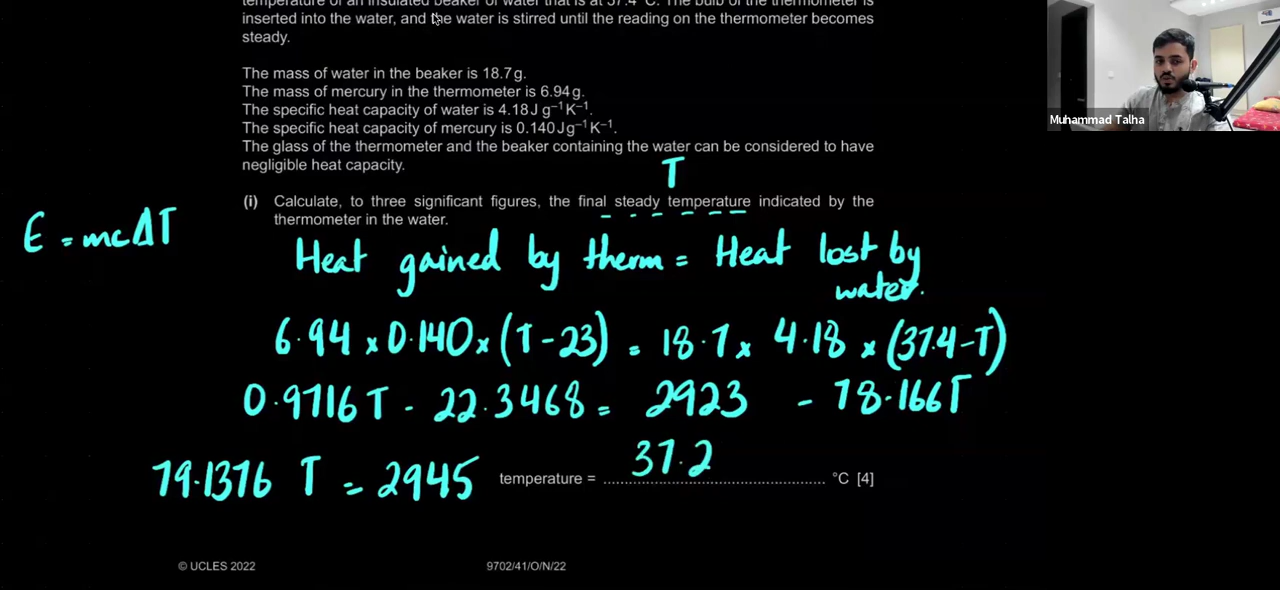 temperature of an insulated beaker of water that is at 37.4 °C. The bulb of the thermometer is
inserted into the water, and the water is stirred until the reading on the thermometer becomes
steady.
The mass of water in the beaker is 18.7 g.
The mass of mercury in the thermometer is 6.94 g.
The specific heat capacity of water is 4.18 J g⁻¹ K⁻¹.
The specific heat capacity of mercury is 0.140 J g⁻¹ K⁻¹.
The glass of the thermometer and the beaker containing the water can be considered to have
negligible heat capacity.
T
(i) Calculate, to three significant figures, the final steady temperature indicated by the
thermometer in the water.
E = mcΔT
Heat gained by therm = Heat lost by
water.
6.94 × 0.140 × (T - 23) = 18.7 × 4.18 × (37.4 - T)
0.9716 T - 22.3468 = 2923 - 78.166T
79.1376 T = 2945
37.2
temperature = ............................................... °C [4]
© UCLES 2022
9702/41/O/N/22
Muhammad Talha